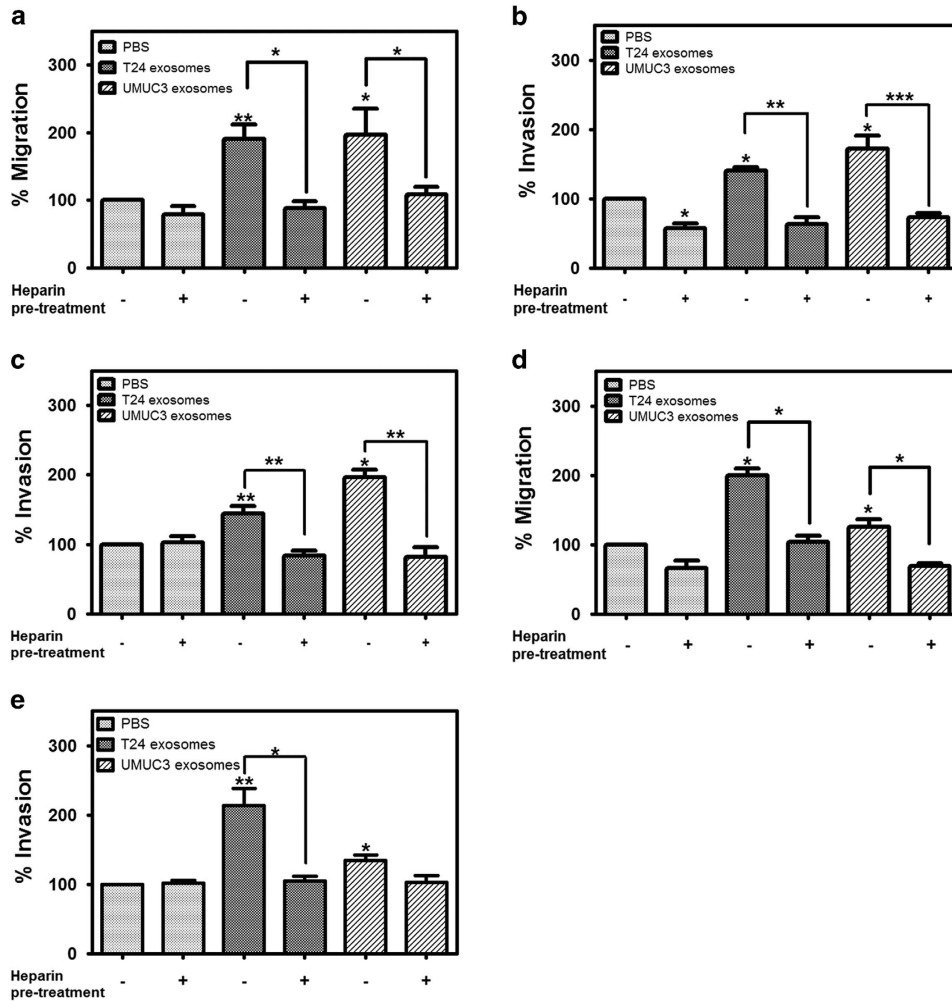 a
% Migration
300
200
100
0
PBS
T24 exosomes
UMUC3 exosomes
*
*
**
*
Heparin
pre-treatment
- + - + - +
b
% Invasion
300
200
100
0
PBS
T24 exosomes
UMUC3 exosomes
**
***
*
*
*
Heparin
pre-treatment
- + - + - +
c
% Invasion
300
200
100
0
PBS
T24 exosomes
UMUC3 exosomes
**
**
**
*
Heparin
pre-treatment
- + - + - +
d
% Migration
300
200
100
0
PBS
T24 exosomes
UMUC3 exosomes
*
*
*
*
Heparin
pre-treatment
- + - + - +
e
% Invasion
300
200
100
0
PBS
T24 exosomes
UMUC3 exosomes
*
**
*
Heparin
pre-treatment
- + - + - +